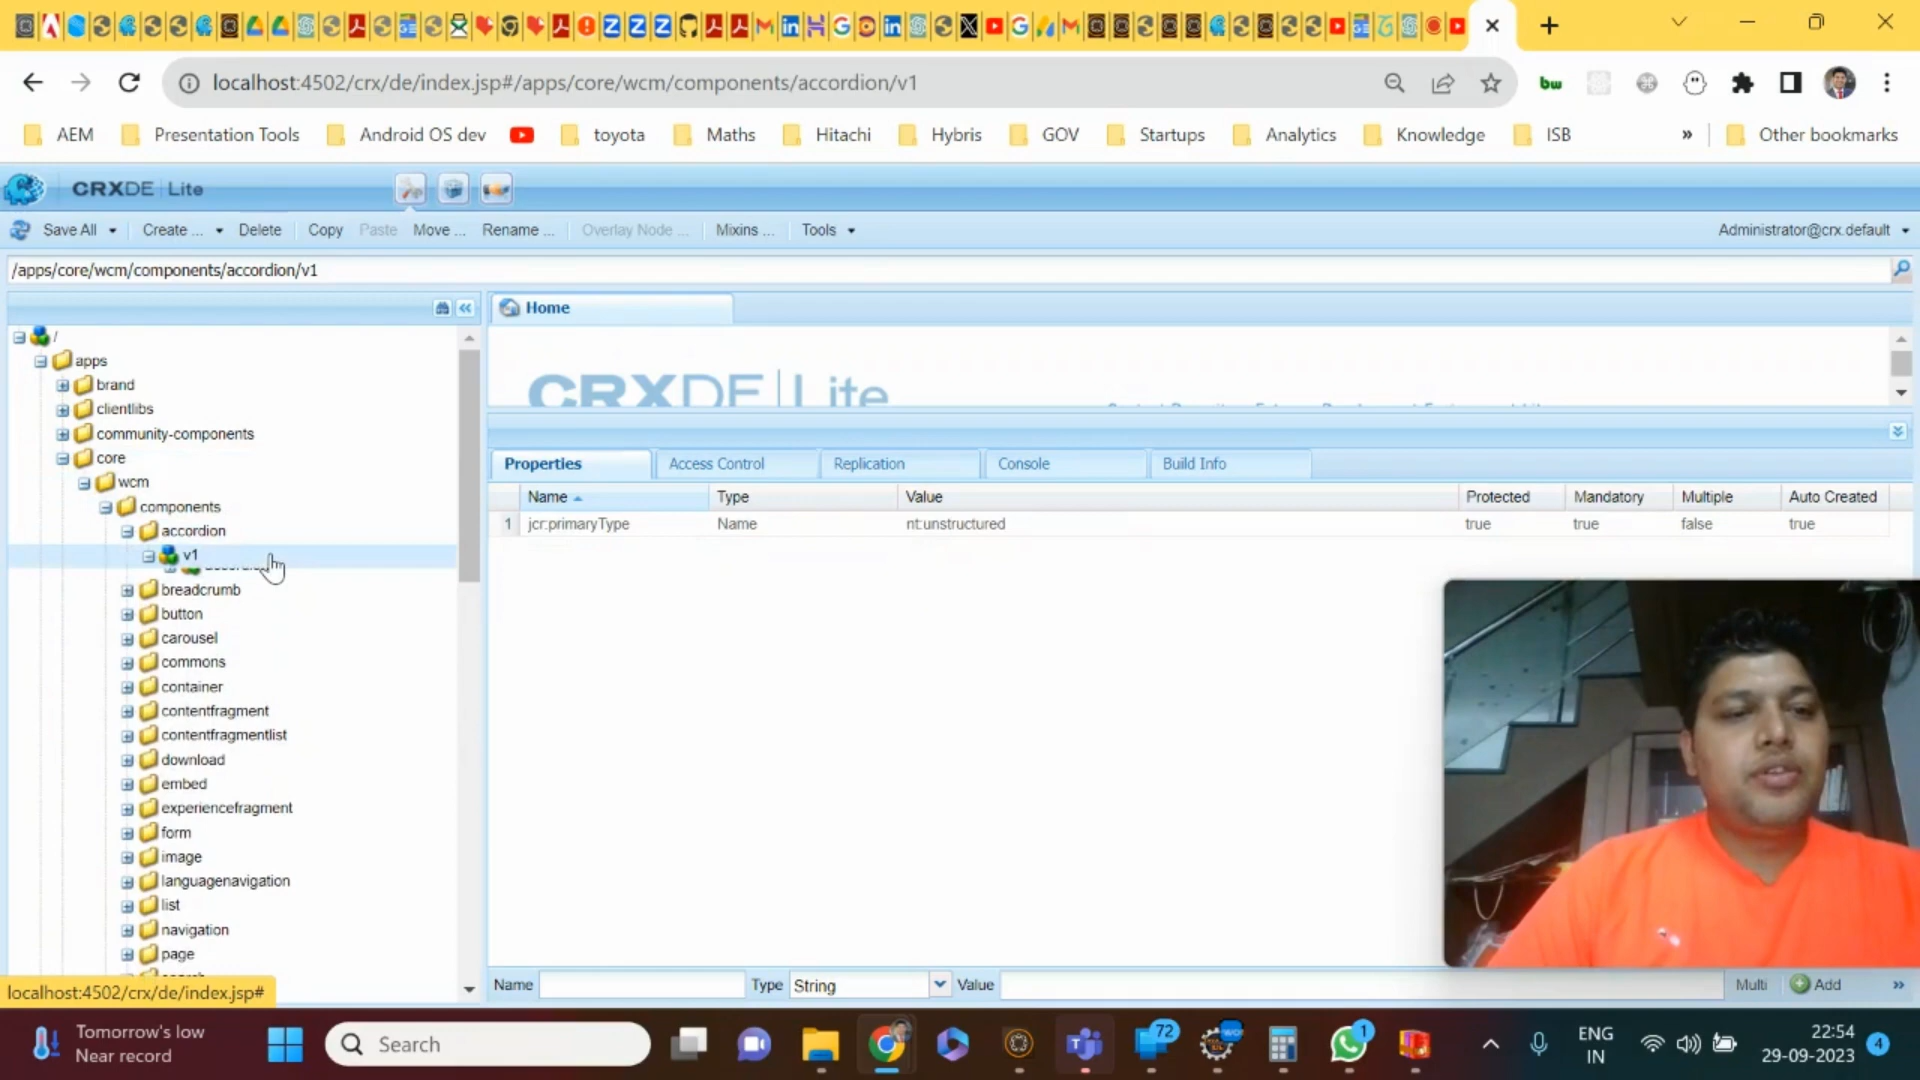 localhost:4502/crx/de/index.jsp#/apps/core/wcm/components/accordion/v1
bw
AEM
Presentation Tools
Android OS dev
toyota
Maths
Hitachi
Hybris
GOV
Startups
Analytics
Knowledge
ISB
»
Other bookmarks
CRXDE | Lite
Save All
Create ...
Delete
Copy
Paste
Move ...
Rename ...
Overlay Node ...
Mixins ...
Tools
Administrator@crx.default
/apps/core/wcm/components/accordion/v1
Home
/
apps
brand
clientlibs
community-components
core
wcm
components
accordion
v1
breadcrumb
button
carousel
commons
container
contentfragment
contentfragmentlist
download
embed
experiencefragment
form
image
languagenavigation
list
navigation
page
CRXDE | Lite
Properties
Access Control
Replication
Console
Build Info
Name Type Value Protected Mandatory Multiple Auto Created
1 jcr:primaryType Name nt:unstructured true true false true
Name Type String Value Multi Add »
localhost:4502/crx/de/index.jsp#
Tomorrow's low
Near record
Search
72
1
ENG
IN
22:54
29-09-2023
4